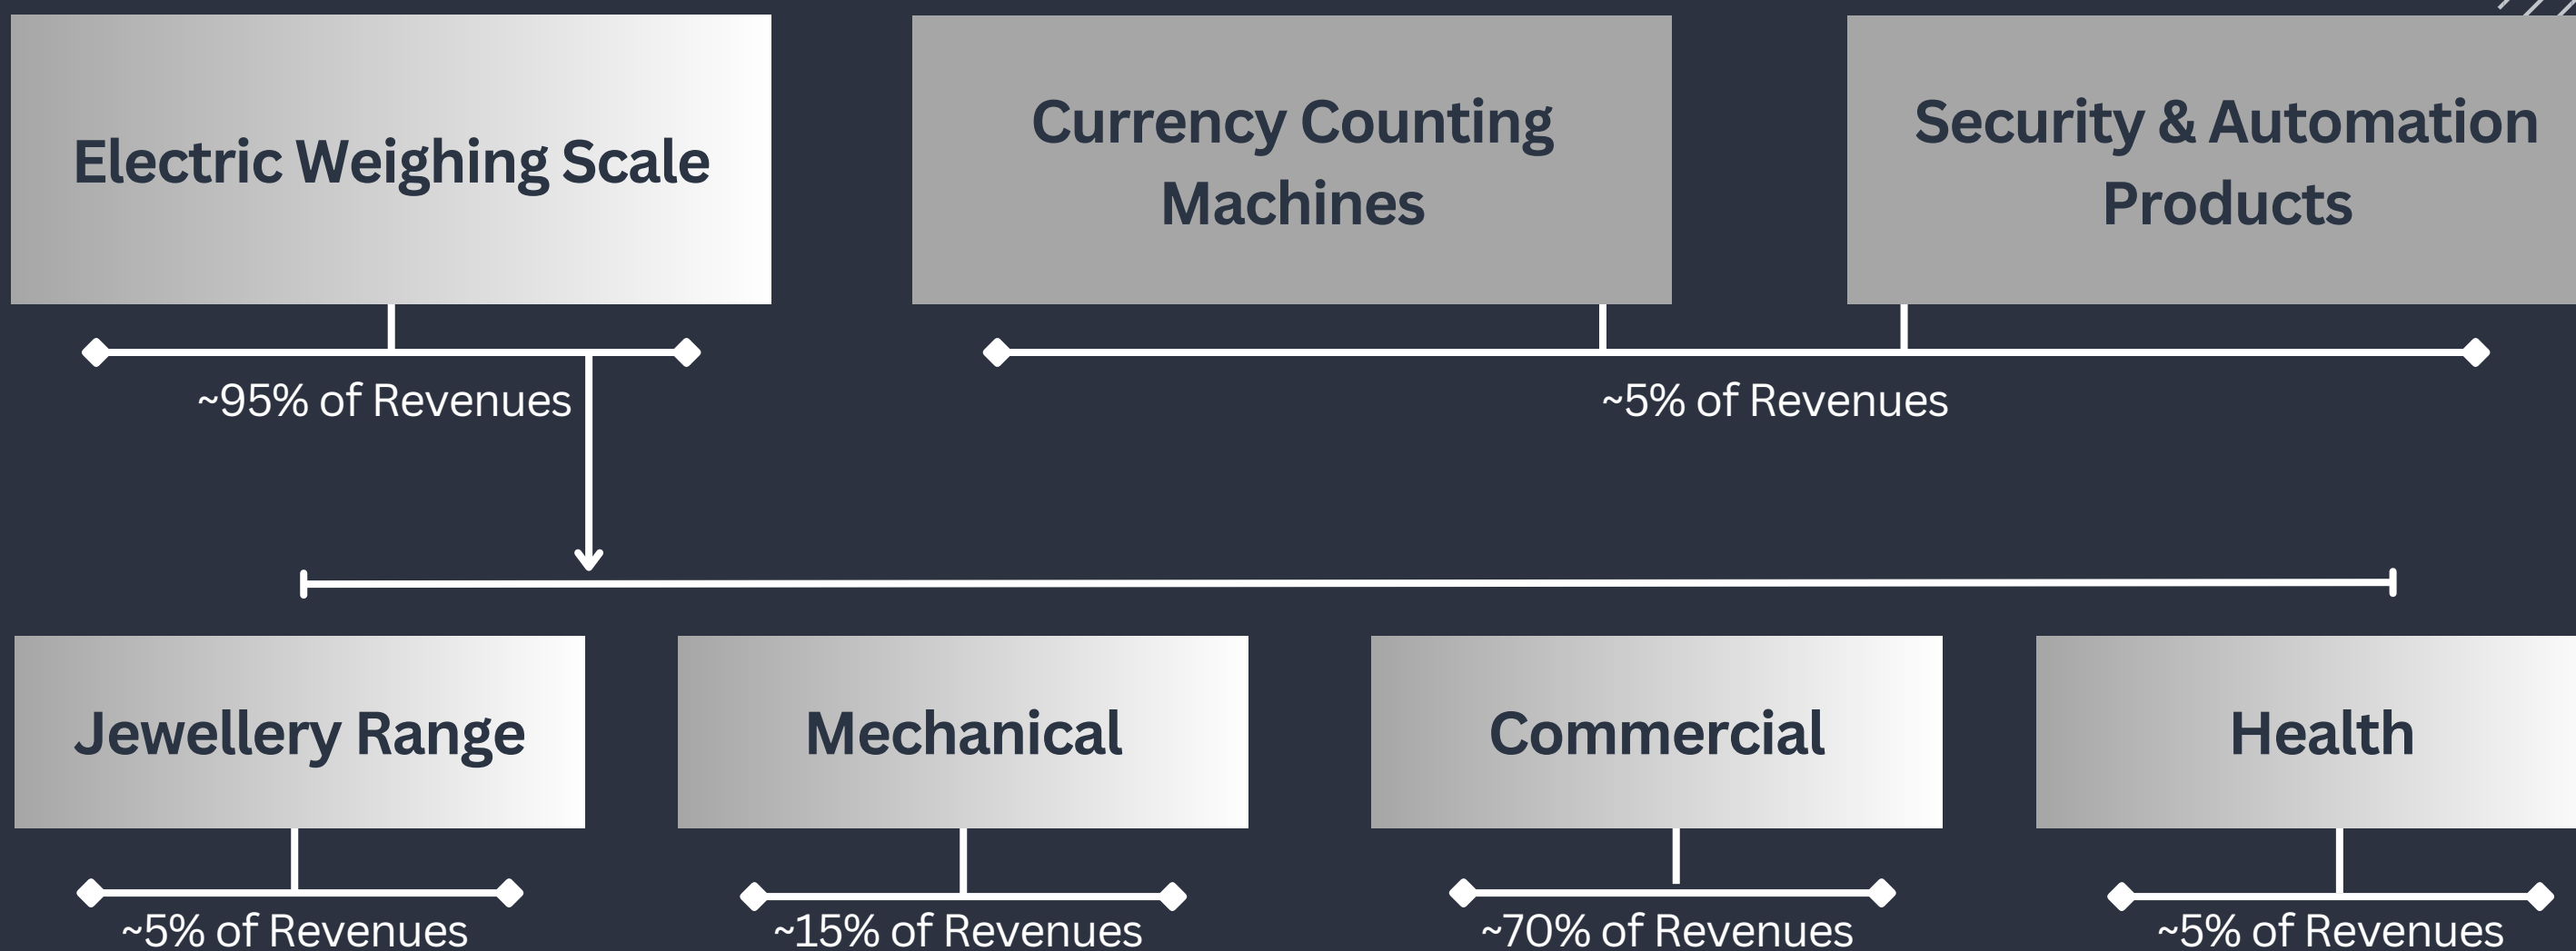 Electric Weighing Scale
Currency Counting
Machines
Security & Automation
Products
~95% of Revenues
~5% of Revenues
Jewellery Range
Mechanical
Commercial
Health
~5% of Revenues
~15% of Revenues
~70% of Revenues
~5% of Revenues